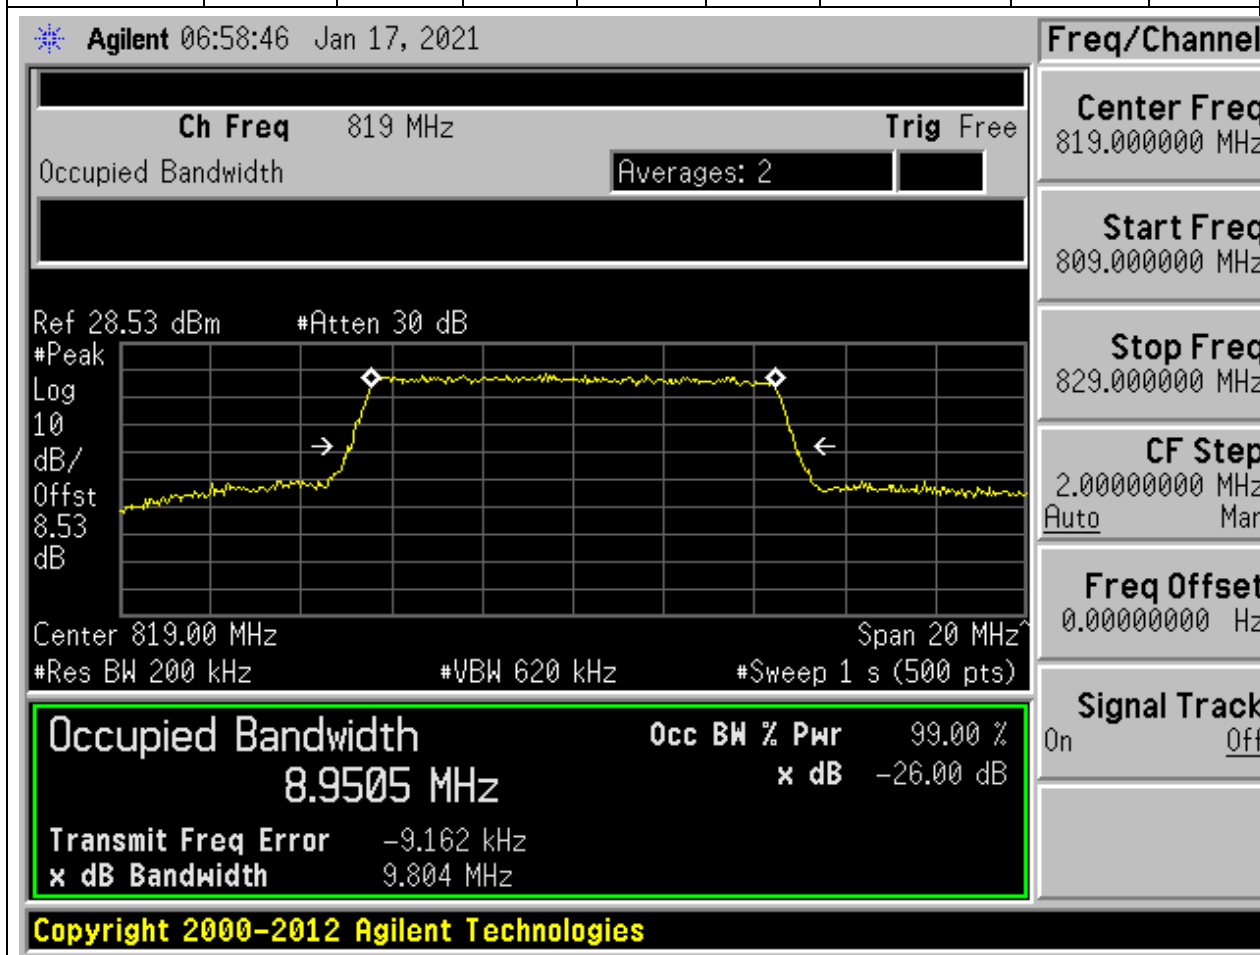 Agilent 06:58:46 Jan 17, 2021
Ch Freq 819 MHz Trig Free
Occupied Bandwidth Averages: 2
Ref 28.53 dBm #Atten 30 dB
#Peak
Log
10
dB/
Offst
8.53
dB
Center 819.00 MHz Span 20 MHz^
#Res BW 200 kHz #VBW 620 kHz #Sweep 1 s (500 pts)
Occupied Bandwidth Occ BW % Pwr 99.00 %
8.9505 MHz x dB -26.00 dB
Transmit Freq Error -9.162 kHz
x dB Bandwidth 9.804 MHz
Copyright 2000-2012 Agilent Technologies
Freq/Channel
Center Freq
819.000000 MHz
Start Freq
809.000000 MHz
Stop Freq
829.000000 MHz
CF Step
2.00000000 MHz
Auto Man
Freq Offset
0.00000000 Hz
Signal Track
On Off